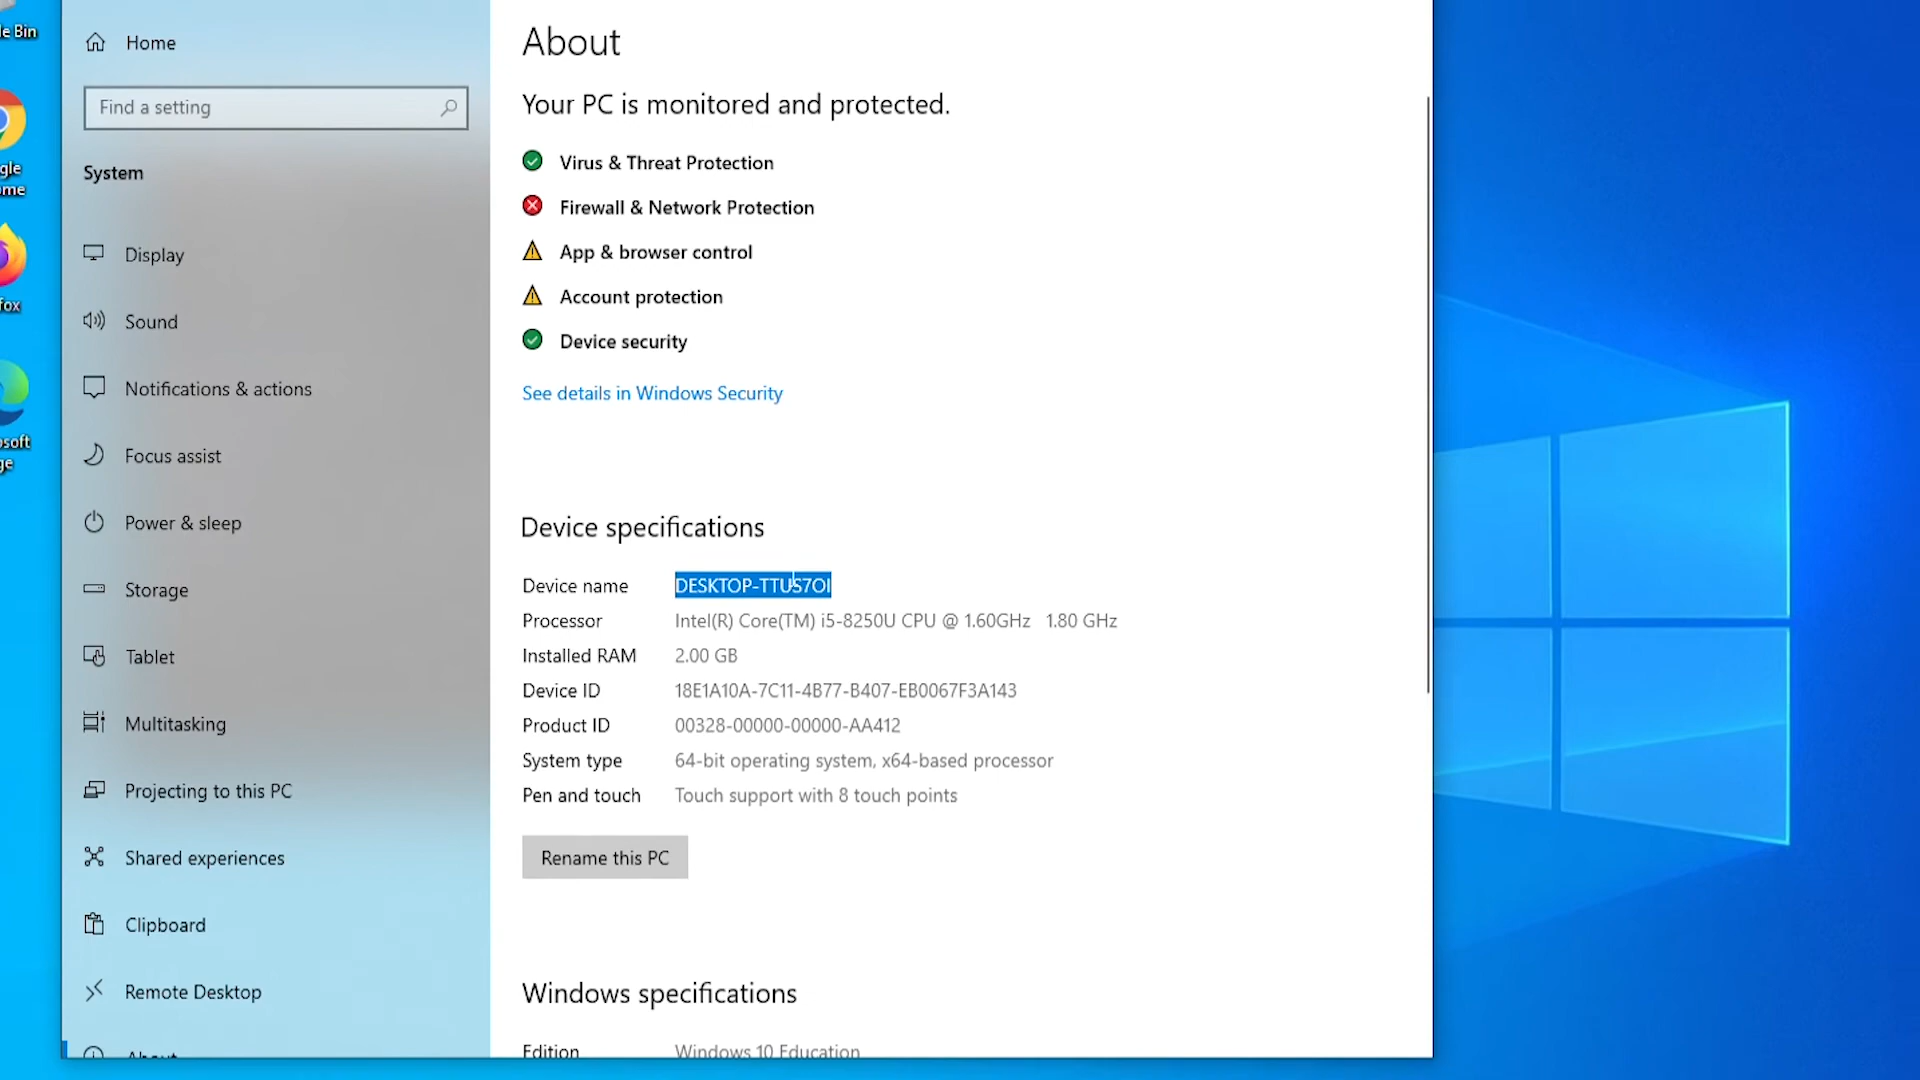 le Bin
gle
me
fox
osoft
ge
Home
Find a setting
System
Display
Sound
Notifications & actions
Focus assist
Power & sleep
Storage
Tablet
Multitasking
Projecting to this PC
Shared experiences
Clipboard
Remote Desktop
About
About
Your PC is monitored and protected.
Virus & Threat Protection
Firewall & Network Protection
App & browser control
Account protection
Device security
See details in Windows Security
Device specifications
Device name DESKTOP-TTUS7OI
Processor Intel(R) Core(TM) i5-8250U CPU @ 1.60GHz 1.80 GHz
Installed RAM 2.00 GB
Device ID 18E1A10A-7C11-4B77-B407-EB0067F3A143
Product ID 00328-00000-00000-AA412
System type 64-bit operating system, x64-based processor
Pen and touch Touch support with 8 touch points
Rename this PC
Windows specifications
Edition Windows 10 Education